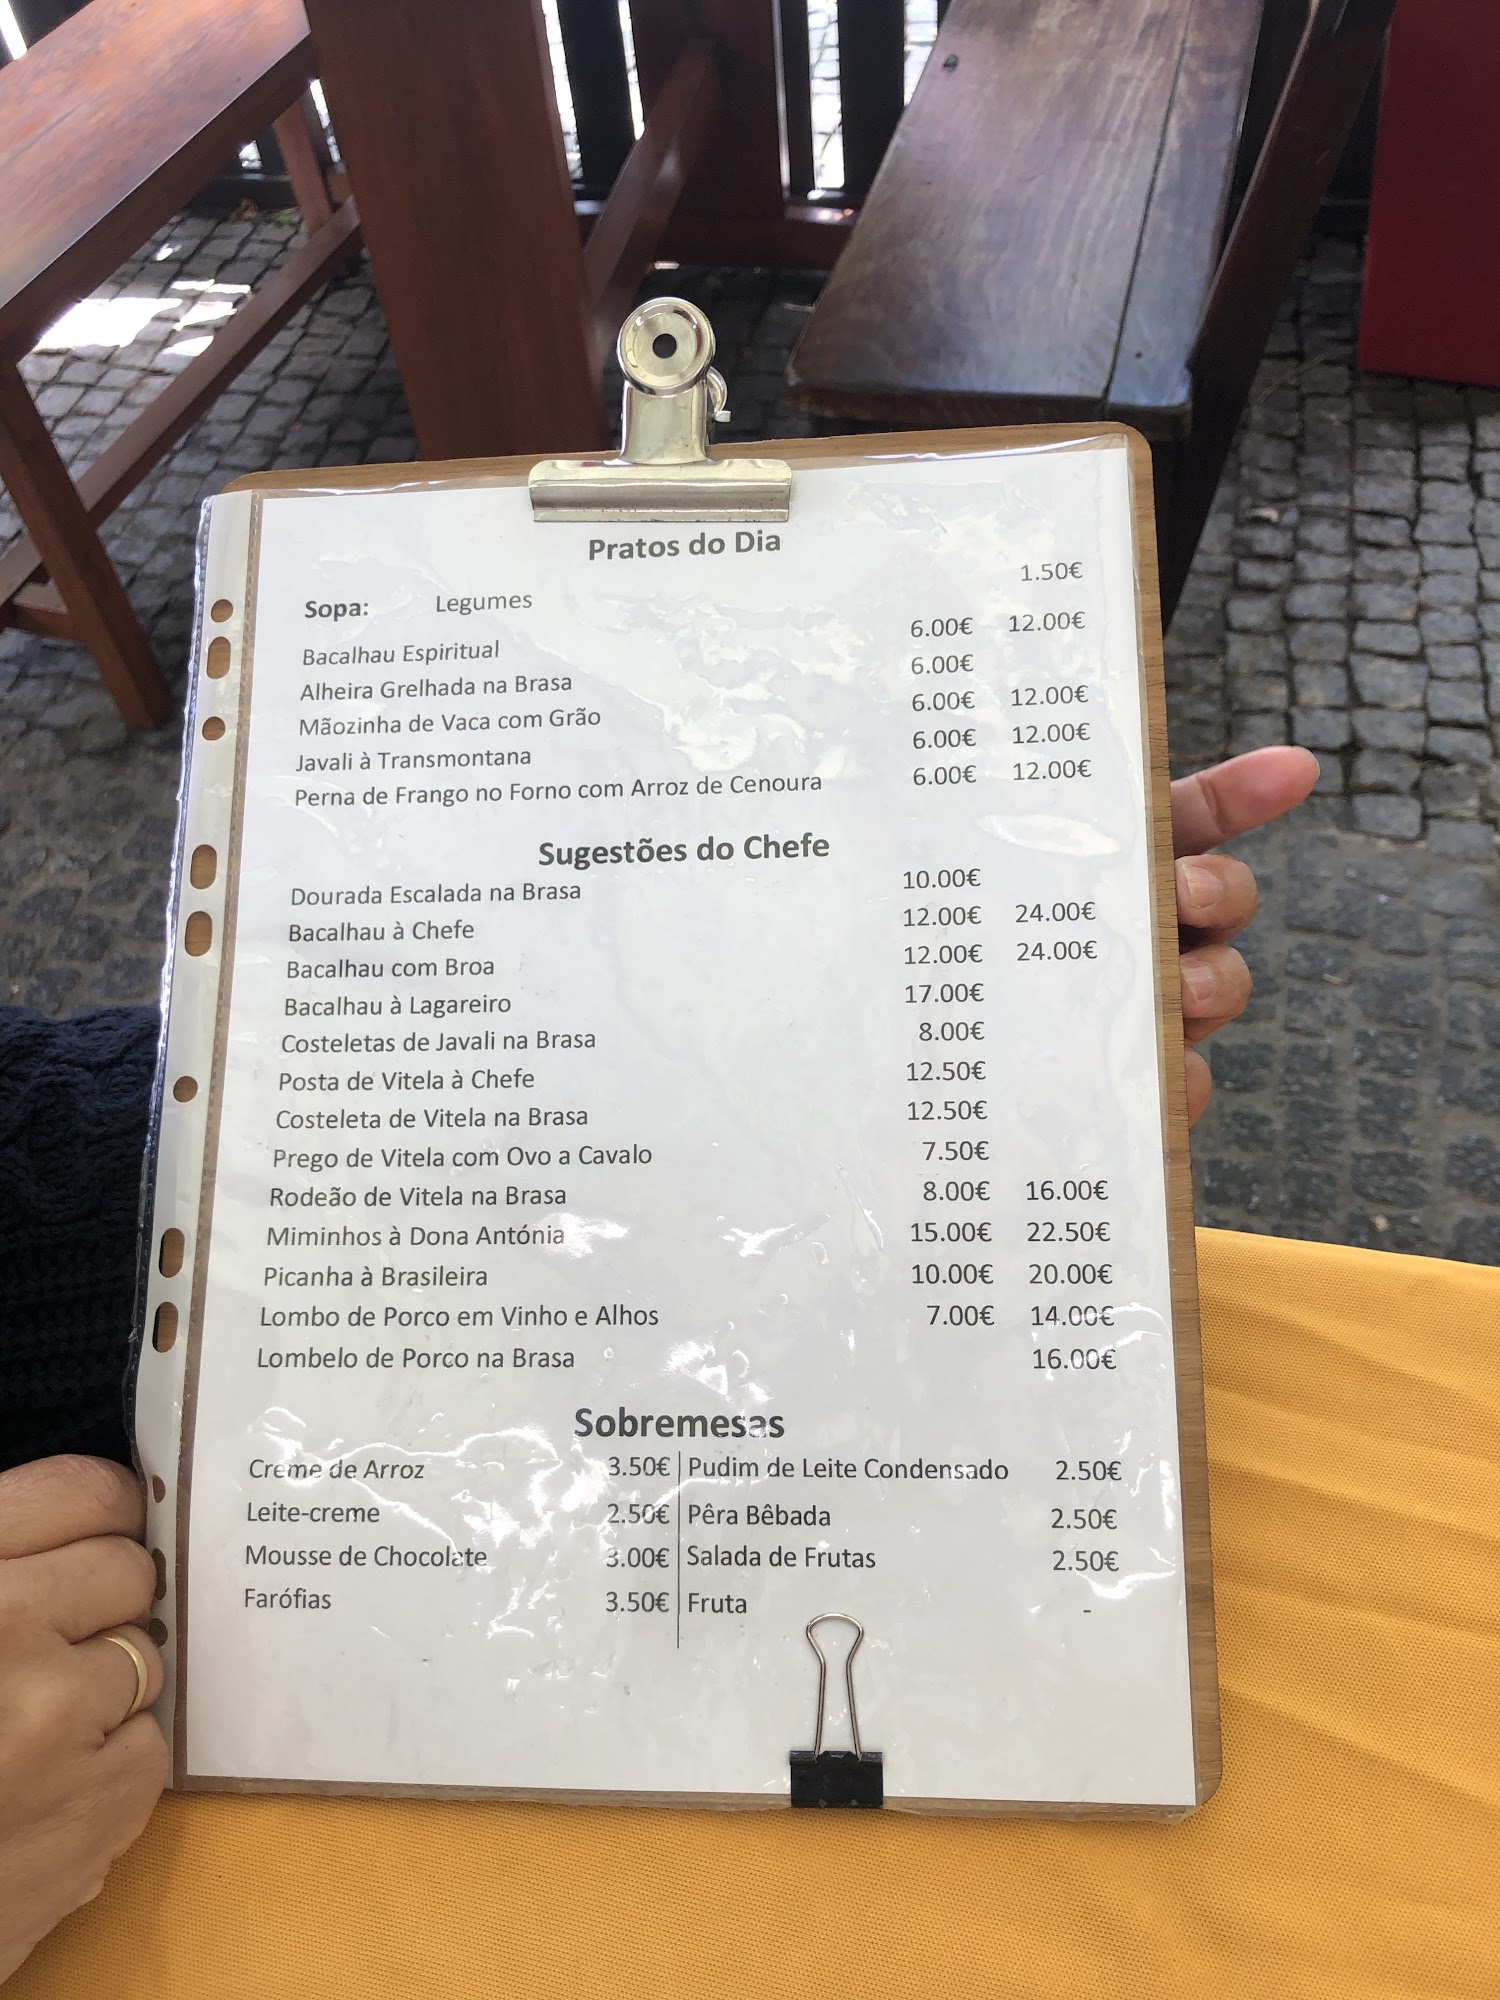 Pratos do Dia
Sopa: Legumes 1.50€
Bacalhau Espiritual 6.00€ 12.00€
Alheira Grelhada na Brasa 6.00€
Mãozinha de Vaca com Grão 6.00€ 12.00€
Javali à Transmontana 6.00€ 12.00€
Perna de Frango no Forno com Arroz de Cenoura 6.00€ 12.00€
Sugestões do Chefe
Dourada Escalada na Brasa 10.00€
Bacalhau à Chefe 12.00€ 24.00€
Bacalhau com Broa 12.00€ 24.00€
Bacalhau à Lagareiro 17.00€
Costeletas de Javali na Brasa 8.00€
Posta de Vitela à Chefe 12.50€
Costeleta de Vitela na Brasa 12.50€
Prego de Vitela com Ovo a Cavalo 7.50€
Rodeão de Vitela na Brasa 8.00€ 16.00€
Miminhos à Dona Antónia 15.00€ 22.50€
Picanha à Brasileira 10.00€ 20.00€
Lombo de Porco em Vinho e Alhos 7.00€ 14.00€
Lombelo de Porco na Brasa 16.00€
Sobremesas
Creme de Arroz 3.50€ Pudim de Leite Condensado 2.50€
Leite-creme 2.50€ Pêra Bêbada 2.50€
Mousse de Chocolate 3.00€ Salada de Frutas 2.50€
Farófias 3.50€ Fruta -